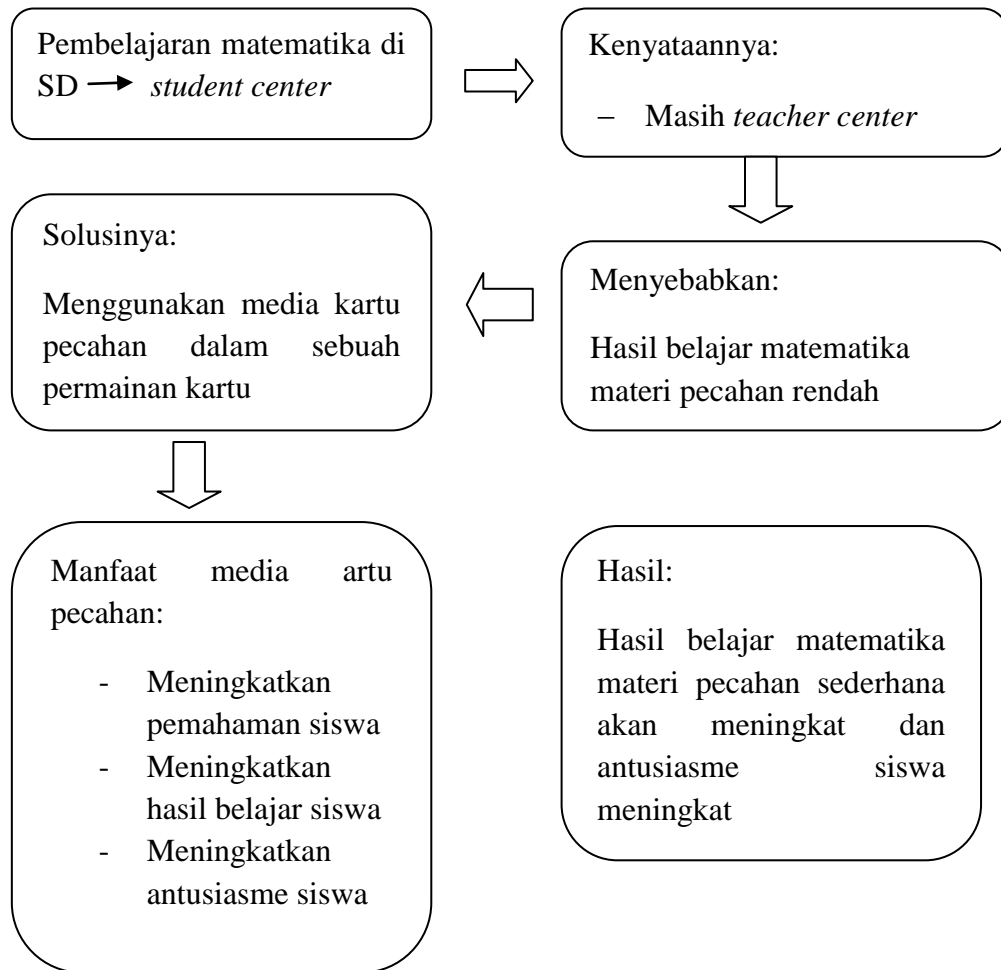 Pembelajaran matematika di
SD → student center
Kenyataannya:
– Masih teacher center
Menyebabkan:
Hasil belajar matematika
materi pecahan rendah
Solusinya:
Menggunakan media kartu
pecahan dalam sebuah
permainan kartu
Manfaat media artu
pecahan:
- Meningkatkan
pemahaman siswa
- Meningkatkan
hasil belajar siswa
- Meningkatkan
antusiasme siswa
Hasil:
Hasil belajar matematika
materi pecahan sederhana
akan meningkat dan
antusiasme siswa
meningkat